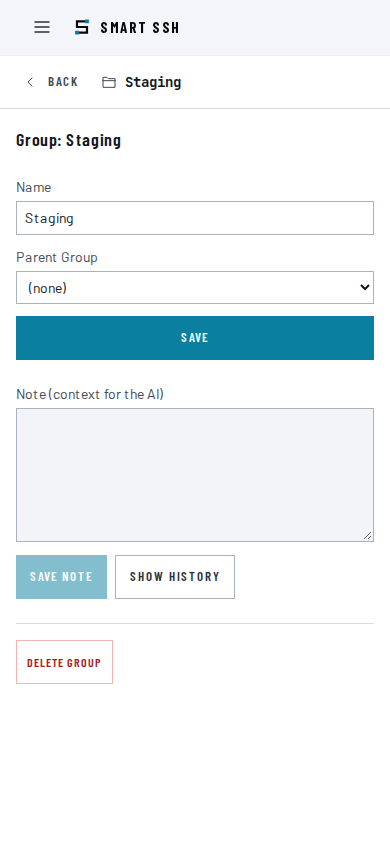 SMART SSH
BACK
Staging
Group: Staging
Name
Staging
Parent Group
(none)
SAVE
Note (context for the AI)
SAVE NOTE
SHOW HISTORY
DELETE GROUP